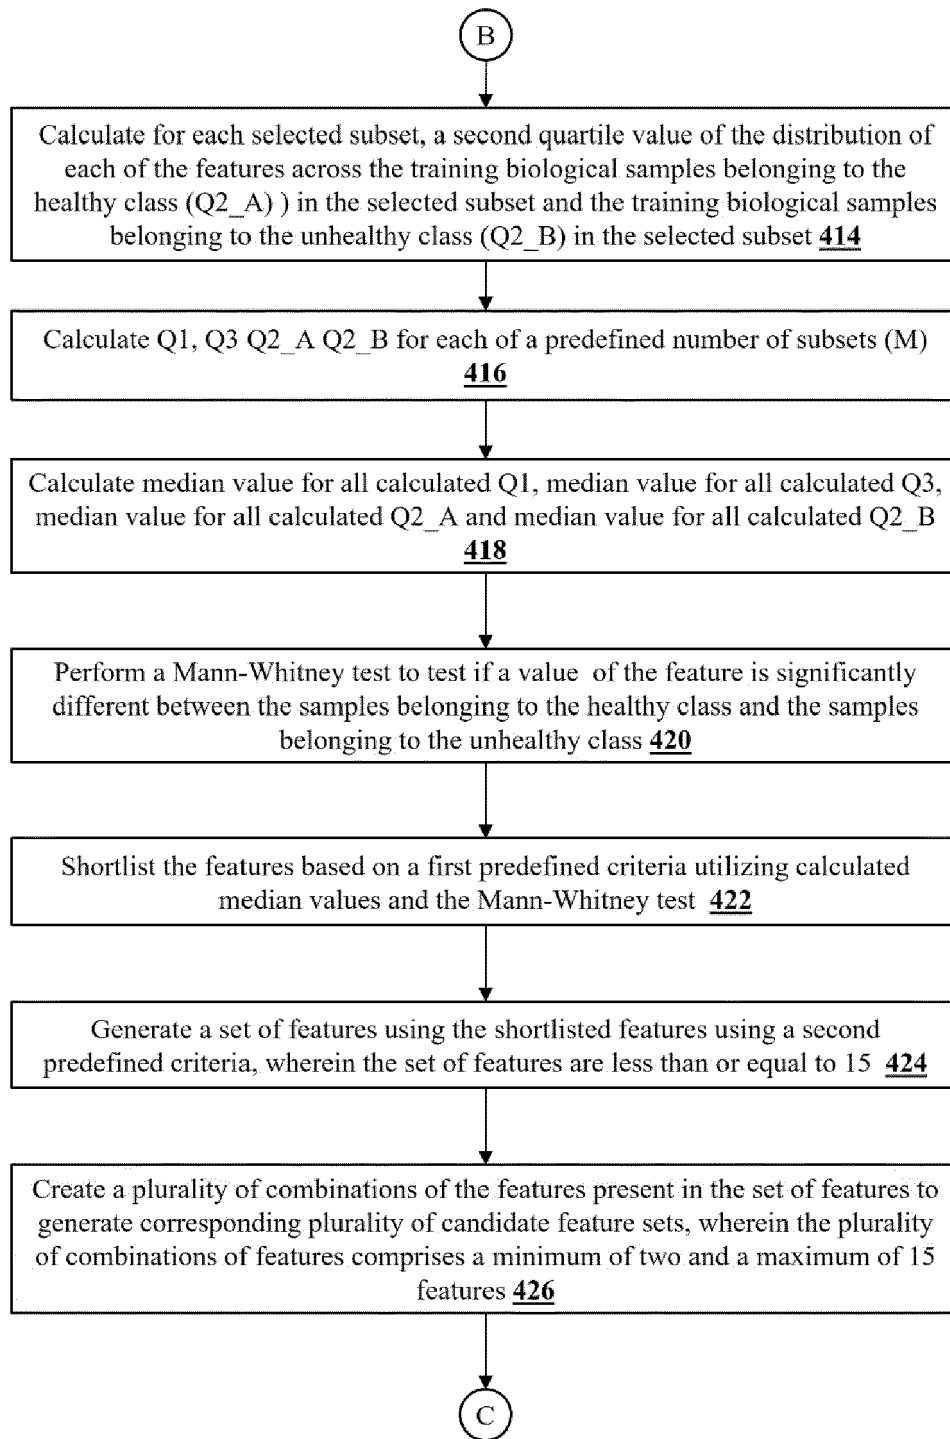 B
Calculate for each selected subset, a second quartile value of the distribution of
each of the features across the training biological samples belonging to the
healthy class (Q2_A) ) in the selected subset and the training biological samples
belonging to the unhealthy class (Q2_B) in the selected subset 414
Calculate Q1, Q3 Q2_A Q2_B for each of a predefined number of subsets (M)
416
Calculate median value for all calculated Q1, median value for all calculated Q3,
median value for all calculated Q2_A and median value for all calculated Q2_B
418
Perform a Mann-Whitney test to test if a value of the feature is significantly
different between the samples belonging to the healthy class and the samples
belonging to the unhealthy class 420
Shortlist the features based on a first predefined criteria utilizing calculated
median values and the Mann-Whitney test 422
Generate a set of features using the shortlisted features using a second
predefined criteria, wherein the set of features are less than or equal to 15 424
Create a plurality of combinations of the features present in the set of features to
generate corresponding plurality of candidate feature sets, wherein the plurality
of combinations of features comprises a minimum of two and a maximum of 15
features 426
C